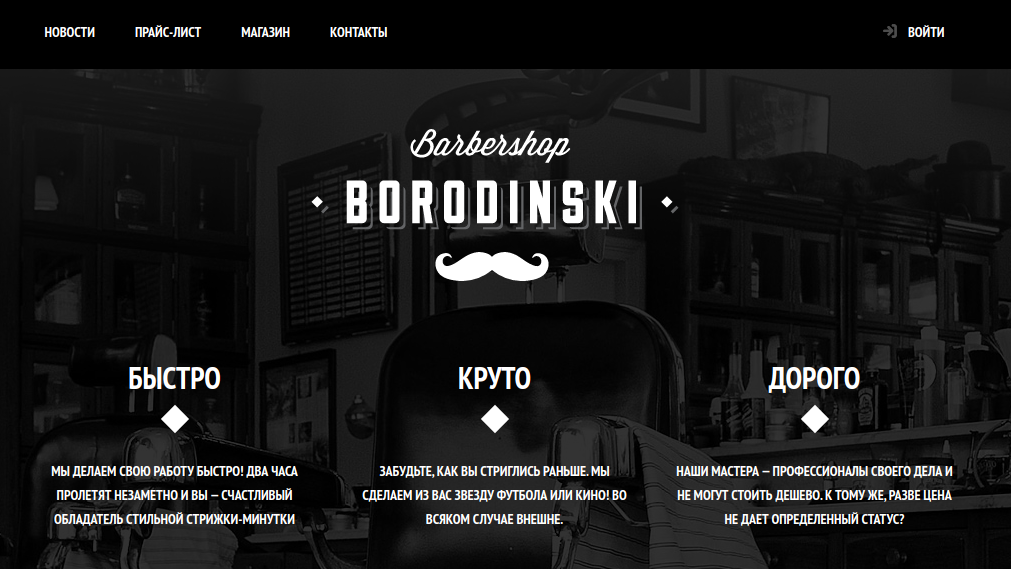 НОВОСТИ
ПРАЙС-ЛИСТ
МАГАЗИН
КОНТАКТЫ
ВОЙТИ
Barbershop
BORODINSKI
БЫСТРО
МЫ ДЕЛАЕМ СВОЮ РАБОТУ БЫСТРО! ДВА ЧАСА
ПРОЛЕТЯТ НЕЗАМЕТНО И ВЫ – СЧАСТЛИВЫЙ
ОБЛАДАТЕЛЬ СТИЛЬНОЙ СТРИЖКИ-МИНУТКИ
КРУТО
ЗАБУДЬТЕ, КАК ВЫ СТРИГЛИСЬ РАНЬШЕ. МЫ
СДЕЛАЕМ ИЗ ВАС ЗВЕЗДУ ФУТБОЛА ИЛИ КИНО! ВО
ВСЯКОМ СЛУЧАЕ ВНЕШНЕ.
ДОРОГО
НАШИ МАСТЕРА – ПРОФЕССИОНАЛЫ СВОЕГО ДЕЛА И
НЕ МОГУТ СТОИТЬ ДЕШЕВО. К ТОМУ ЖЕ, РАЗВЕ ЦЕНА
НЕ ДАЕТ ОПРЕДЕЛЕННЫЙ СТАТУС?